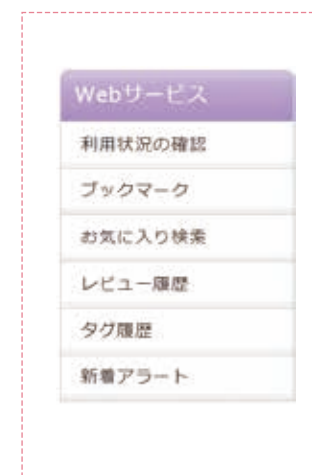 Webサービス
利用状況の確認
ブックマーク
お気に入り検索
レビュー履歴
タグ履歴
新着アラート